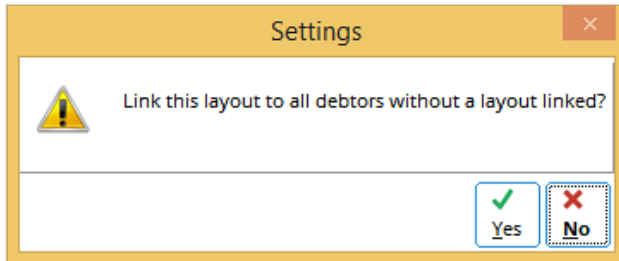 Settings
Link this layout to all debtors without a layout linked?
Yes
No